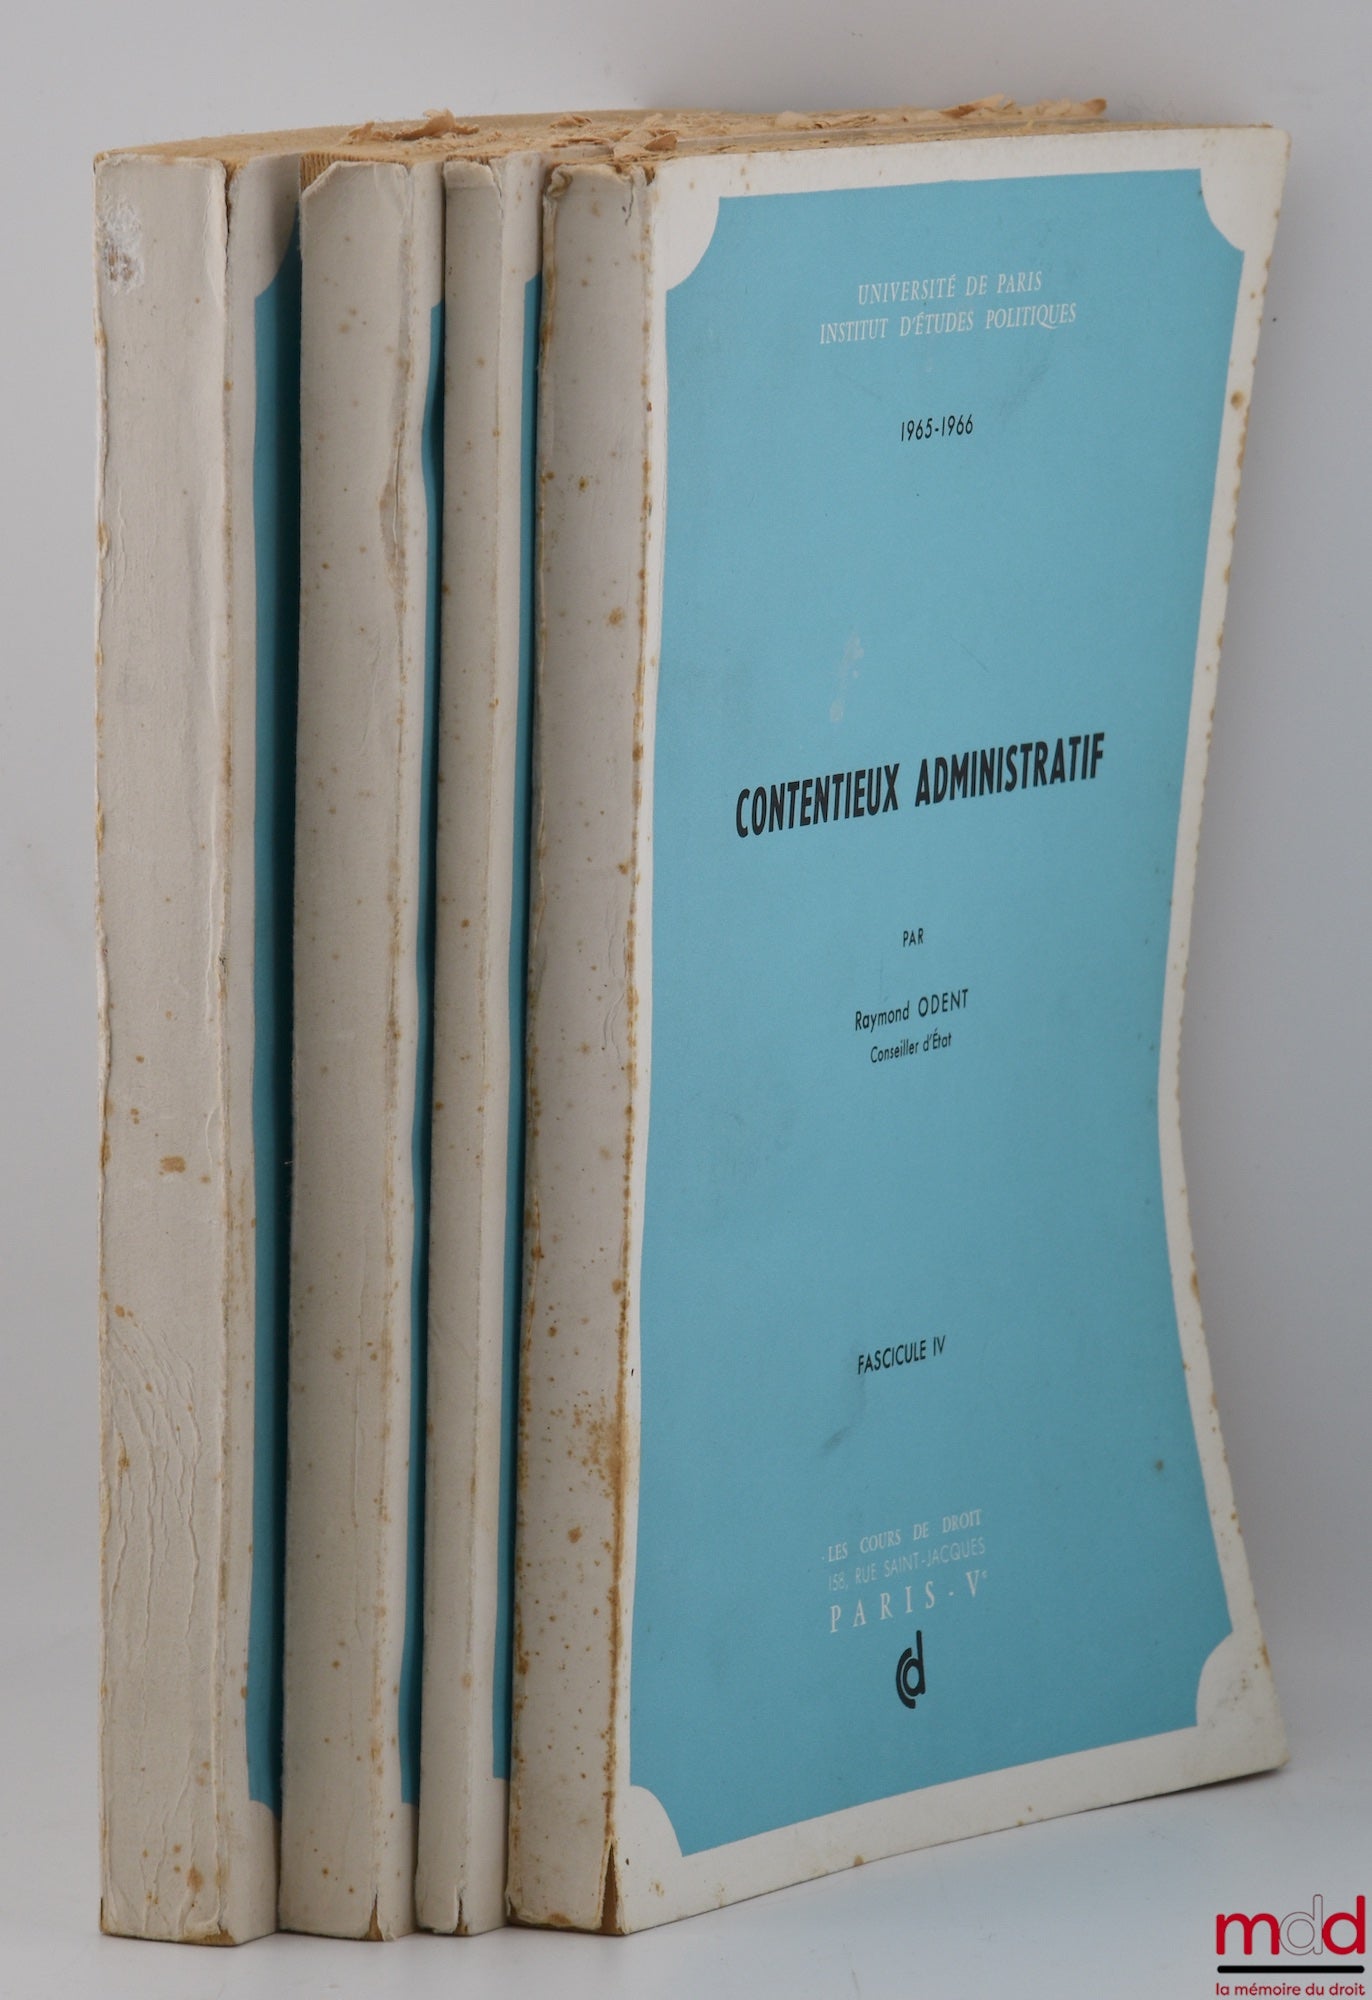 UNIVERSITÉ DE PARIS
INSTITUT D'ÉTUDES POLITIQUES
1965-1966
CONTENTIEUX ADMINISTRATIF
PAR
Raymond ODENT
Conseiller d'État
FASCICULE IV
LES COURS DE DROIT
158, RUE SAINT-JACQUES
PARIS - Ve
cd
mdd
la mémoire du droit